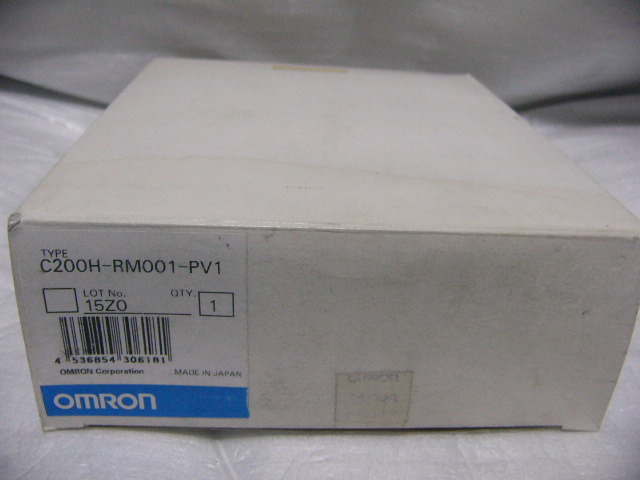 TYPE
C200H-RM001-PV1
LOT No. QTY.
15Z0 1
4 536854 306181
OMRON Corporation MADE IN JAPAN
OMRON